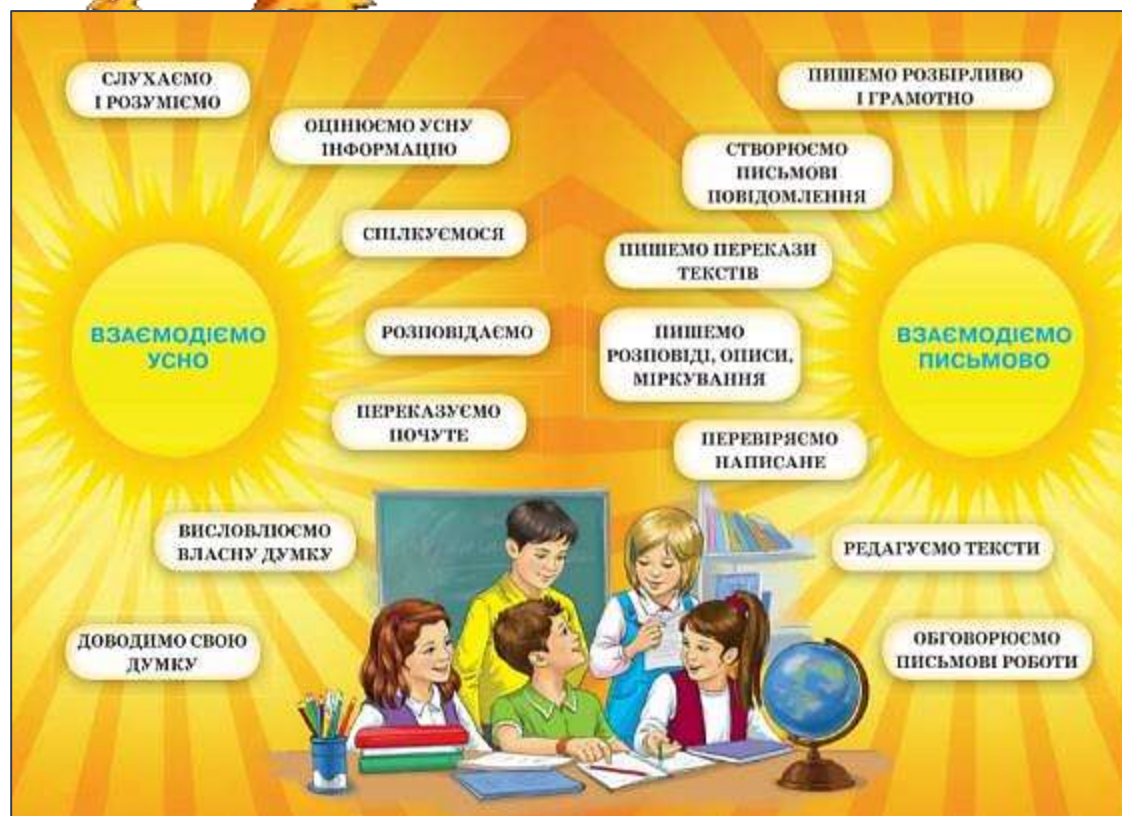 СЛУХАЄМО
І РОЗУМІЄМО
ОЦІНЮЄМО УСНУ
ІНФОРМАЦІЮ
СПІЛКУЄМОСЯ
ВЗАЄМОДІЄМО
УСНО
РОЗПОВІДАЄМО
ПЕРЕКАЗУЄМО
ПОЧУТЕ
ВИСЛОВЛЮЄМО
ВЛАСНУ ДУМКУ
ДОВОДИМО СВОЮ
ДУМКУ
ПИШЕМО РОЗБІРЛИВО
І ГРАМОТНО
СТВОРЮЄМО
ПИСЬМОВІ
ПОВІДОМЛЕННЯ
ПИШЕМО ПЕРЕКАЗИ
ТЕКСТІВ
ПИШЕМО
РОЗПОВІДІ, ОПИСИ,
МІРКУВАННЯ
ВЗАЄМОДІЄМО
ПИСЬМОВО
ПЕРЕВІРЯЄМО
НАПИСАНЕ
РЕДАГУЄМО ТЕКСТИ
ОБГОВОРЮЄМО
ПИСЬМОВІ РОБОТИ